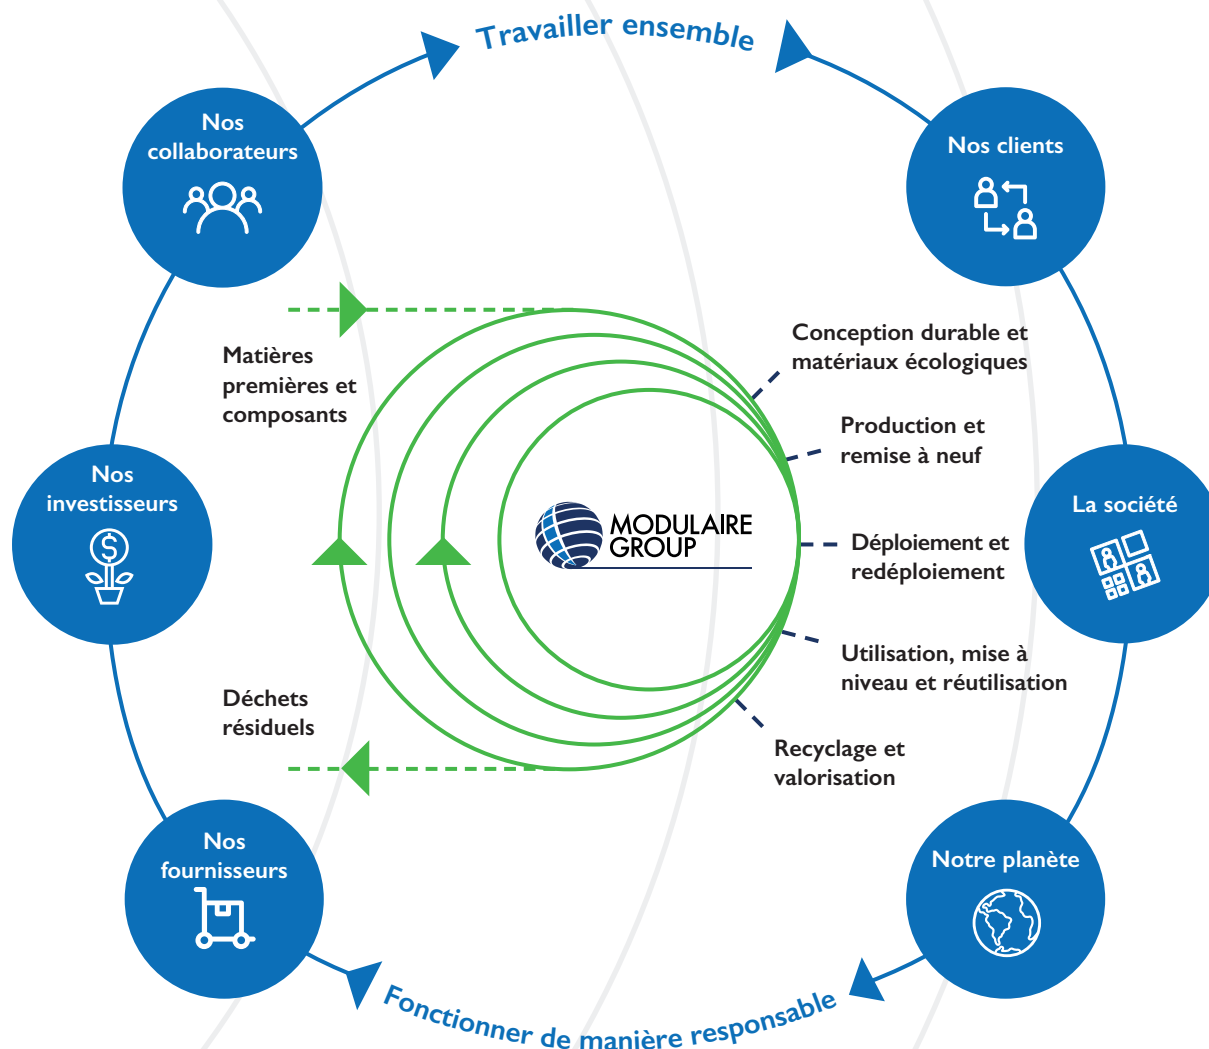 Travailler ensemble
Nos
collaborateurs
Nos clients
Matières
premières et
composants
Conception durable et
matériaux écologiques
Production et
remise à neuf
Nos
investisseurs
$
MODULAIRE
GROUP
La société
Déploiement et
redéploiement
Utilisation, mise à
niveau et réutilisation
Déchets
résiduels
Recyclage et
valorisation
Nos
fournisseurs
Notre planète
Fonctionner de manière responsable